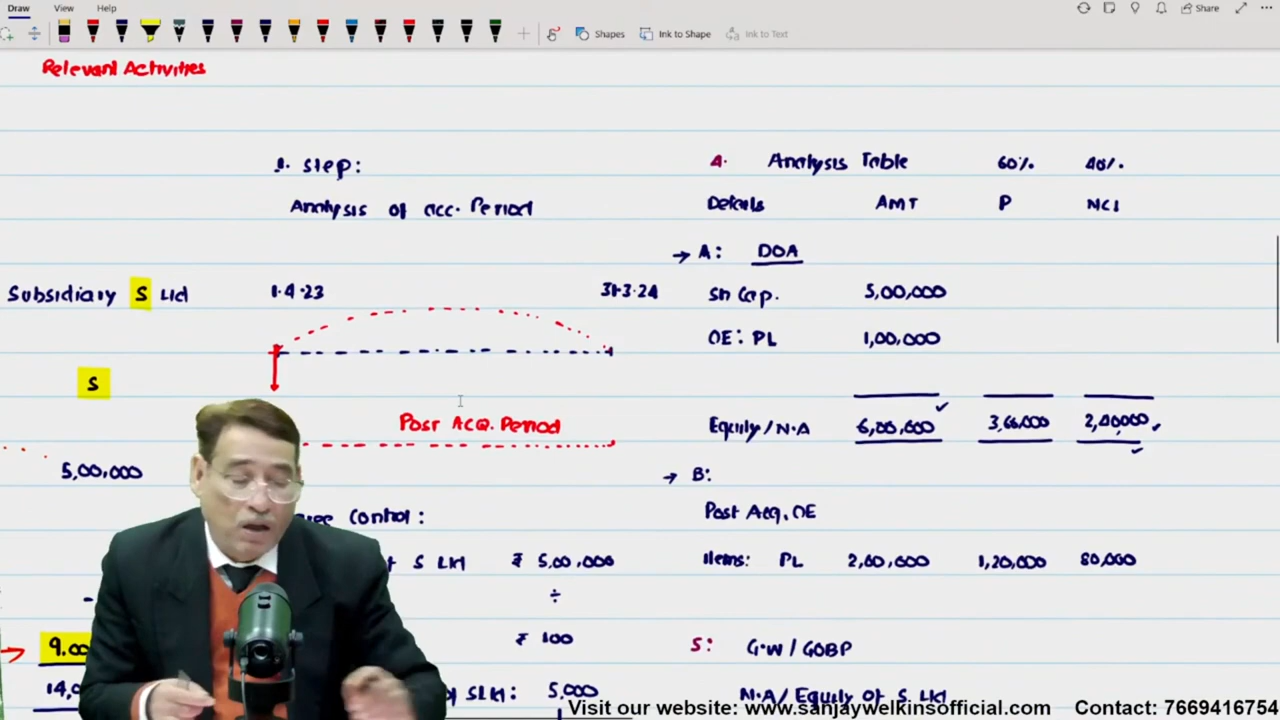 Draw View Help Share
Shapes Ink to Shape Ink to Text
Relevant Activities
1. Step:
Analysis of acc. Period
Subsidiary S Ltd 1.4.23 31.3.24
S
Post ACQ. Period
5,00,000
Control:
S Ltd ₹ 5,00,000
÷
₹ 100
5,000
A. Analysis Table 60% 40%
Details AMT P NCI
→ A: DOA
Sh Cap. 5,00,000
OE: PL 1,00,000
Equity/N.A 6,00,000 3,60,000 2,40,000
→ B:
Post Acq. OE
Items: PL 2,00,000 1,20,000 80,000
5: G.W / GOBP
N.A / Equity of S Ltd
Visit our website: www.sanjaywelkinsofficial.com Contact: 7669416754